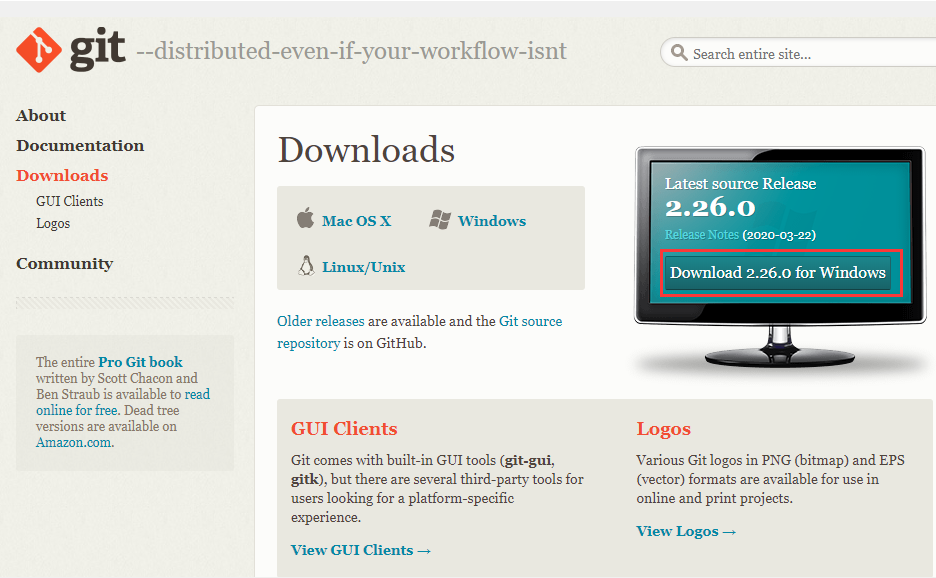 git --distributed-even-if-your-workflow-isnt
Search entire site...
About
Documentation
Downloads
GUI Clients
Logos
Community
The entire Pro Git book
written by Scott Chacon and
Ben Straub is available to read
online for free. Dead tree
versions are available on
Amazon.com.
Downloads
Mac OS X
Windows
Linux/Unix
Older releases are available and the Git source
repository is on GitHub.
Latest source Release
2.26.0
Release Notes (2020-03-22)
Download 2.26.0 for Windows
GUI Clients
Git comes with built-in GUI tools (git-gui,
gitk), but there are several third-party tools for
users looking for a platform-specific
experience.
View GUI Clients →
Logos
Various Git logos in PNG (bitmap) and EPS
(vector) formats are available for use in
online and print projects.
View Logos →